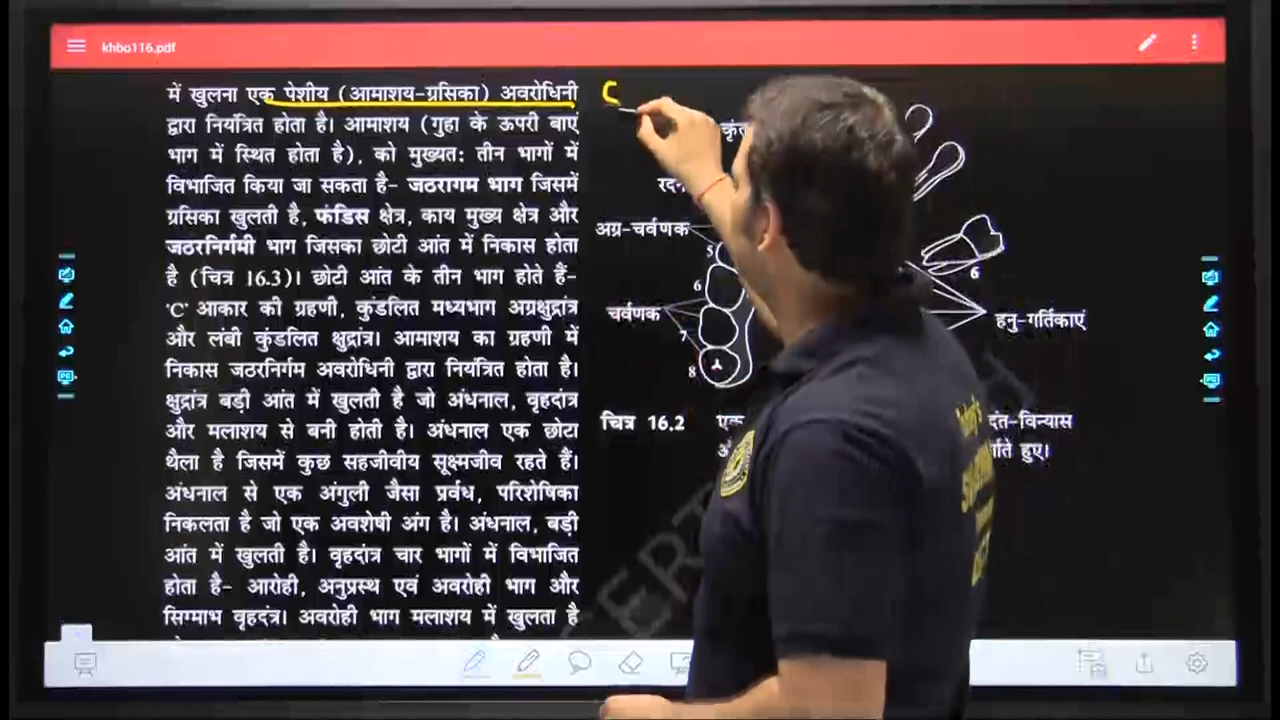 khbo116.pdf
में खुलना एक पेशीय (आमाशय-ग्रसिका) अवरोधिनी
द्वारा नियंत्रित होता है। आमाशय (गुहा के ऊपरी बाएं
भाग में स्थित होता है), को मुख्यत: तीन भागों में
विभाजित किया जा सकता है- जठरागम भाग जिसमें
ग्रसिका खुलती है, फंडिस क्षेत्र, काय मुख्य क्षेत्र और
जठरनिर्गमी भाग जिसका छोटी आंत में निकास होता
है (चित्र 16.3)। छोटी आंत के तीन भाग होते हैं-
'C' आकार की ग्रहणी, कुंडलित मध्यभाग अग्रक्षुद्रांत्र
और लंबी कुंडलित क्षुद्रांत्र। आमाशय का ग्रहणी में
निकास जठरनिर्गम अवरोधिनी द्वारा नियंत्रित होता है।
क्षुद्रांत्र बड़ी आंत में खुलती है जो अंधनाल, वृहदांत्र
और मलाशय से बनी होती है। अंधनाल एक छोटा
थैला है जिसमें कुछ सहजीवीय सूक्ष्मजीव रहते हैं।
अंधनाल से एक अंगुली जैसा प्रवर्ध, परिशेषिका
निकलता है जो एक अवशेषी अंग है। अंधनाल, बड़ी
आंत में खुलती है। वृहदांत्र चार भागों में विभाजित
होता है- आरोही, अनुप्रस्थ एवं अवरोही भाग और
सिग्माभ वृहदंत्र। अवरोही भाग मलाशय में खुलता है
C
अग्र-चर्वणक
5
6
6
चर्वणक
हनु-गर्तिकाएं
7
8
चित्र 16.2
दंत-विन्यास
हुए।